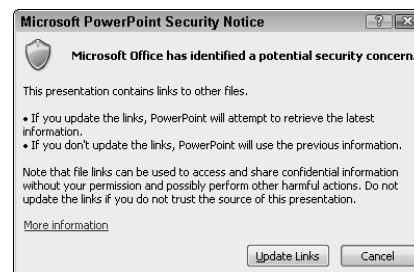 Microsoft PowerPoint Security Notice
Microsoft Office has identified a potential security concern.
This presentation contains links to other files.
• If you update the links, PowerPoint will attempt to retrieve the latest
information.
• If you don't update the links, PowerPoint will use the previous information.
Note that file links can be used to access and share confidential information
without your permission and possibly perform other harmful actions. Do not
update the links if you do not trust the source of this presentation.
More information
Update Links Cancel